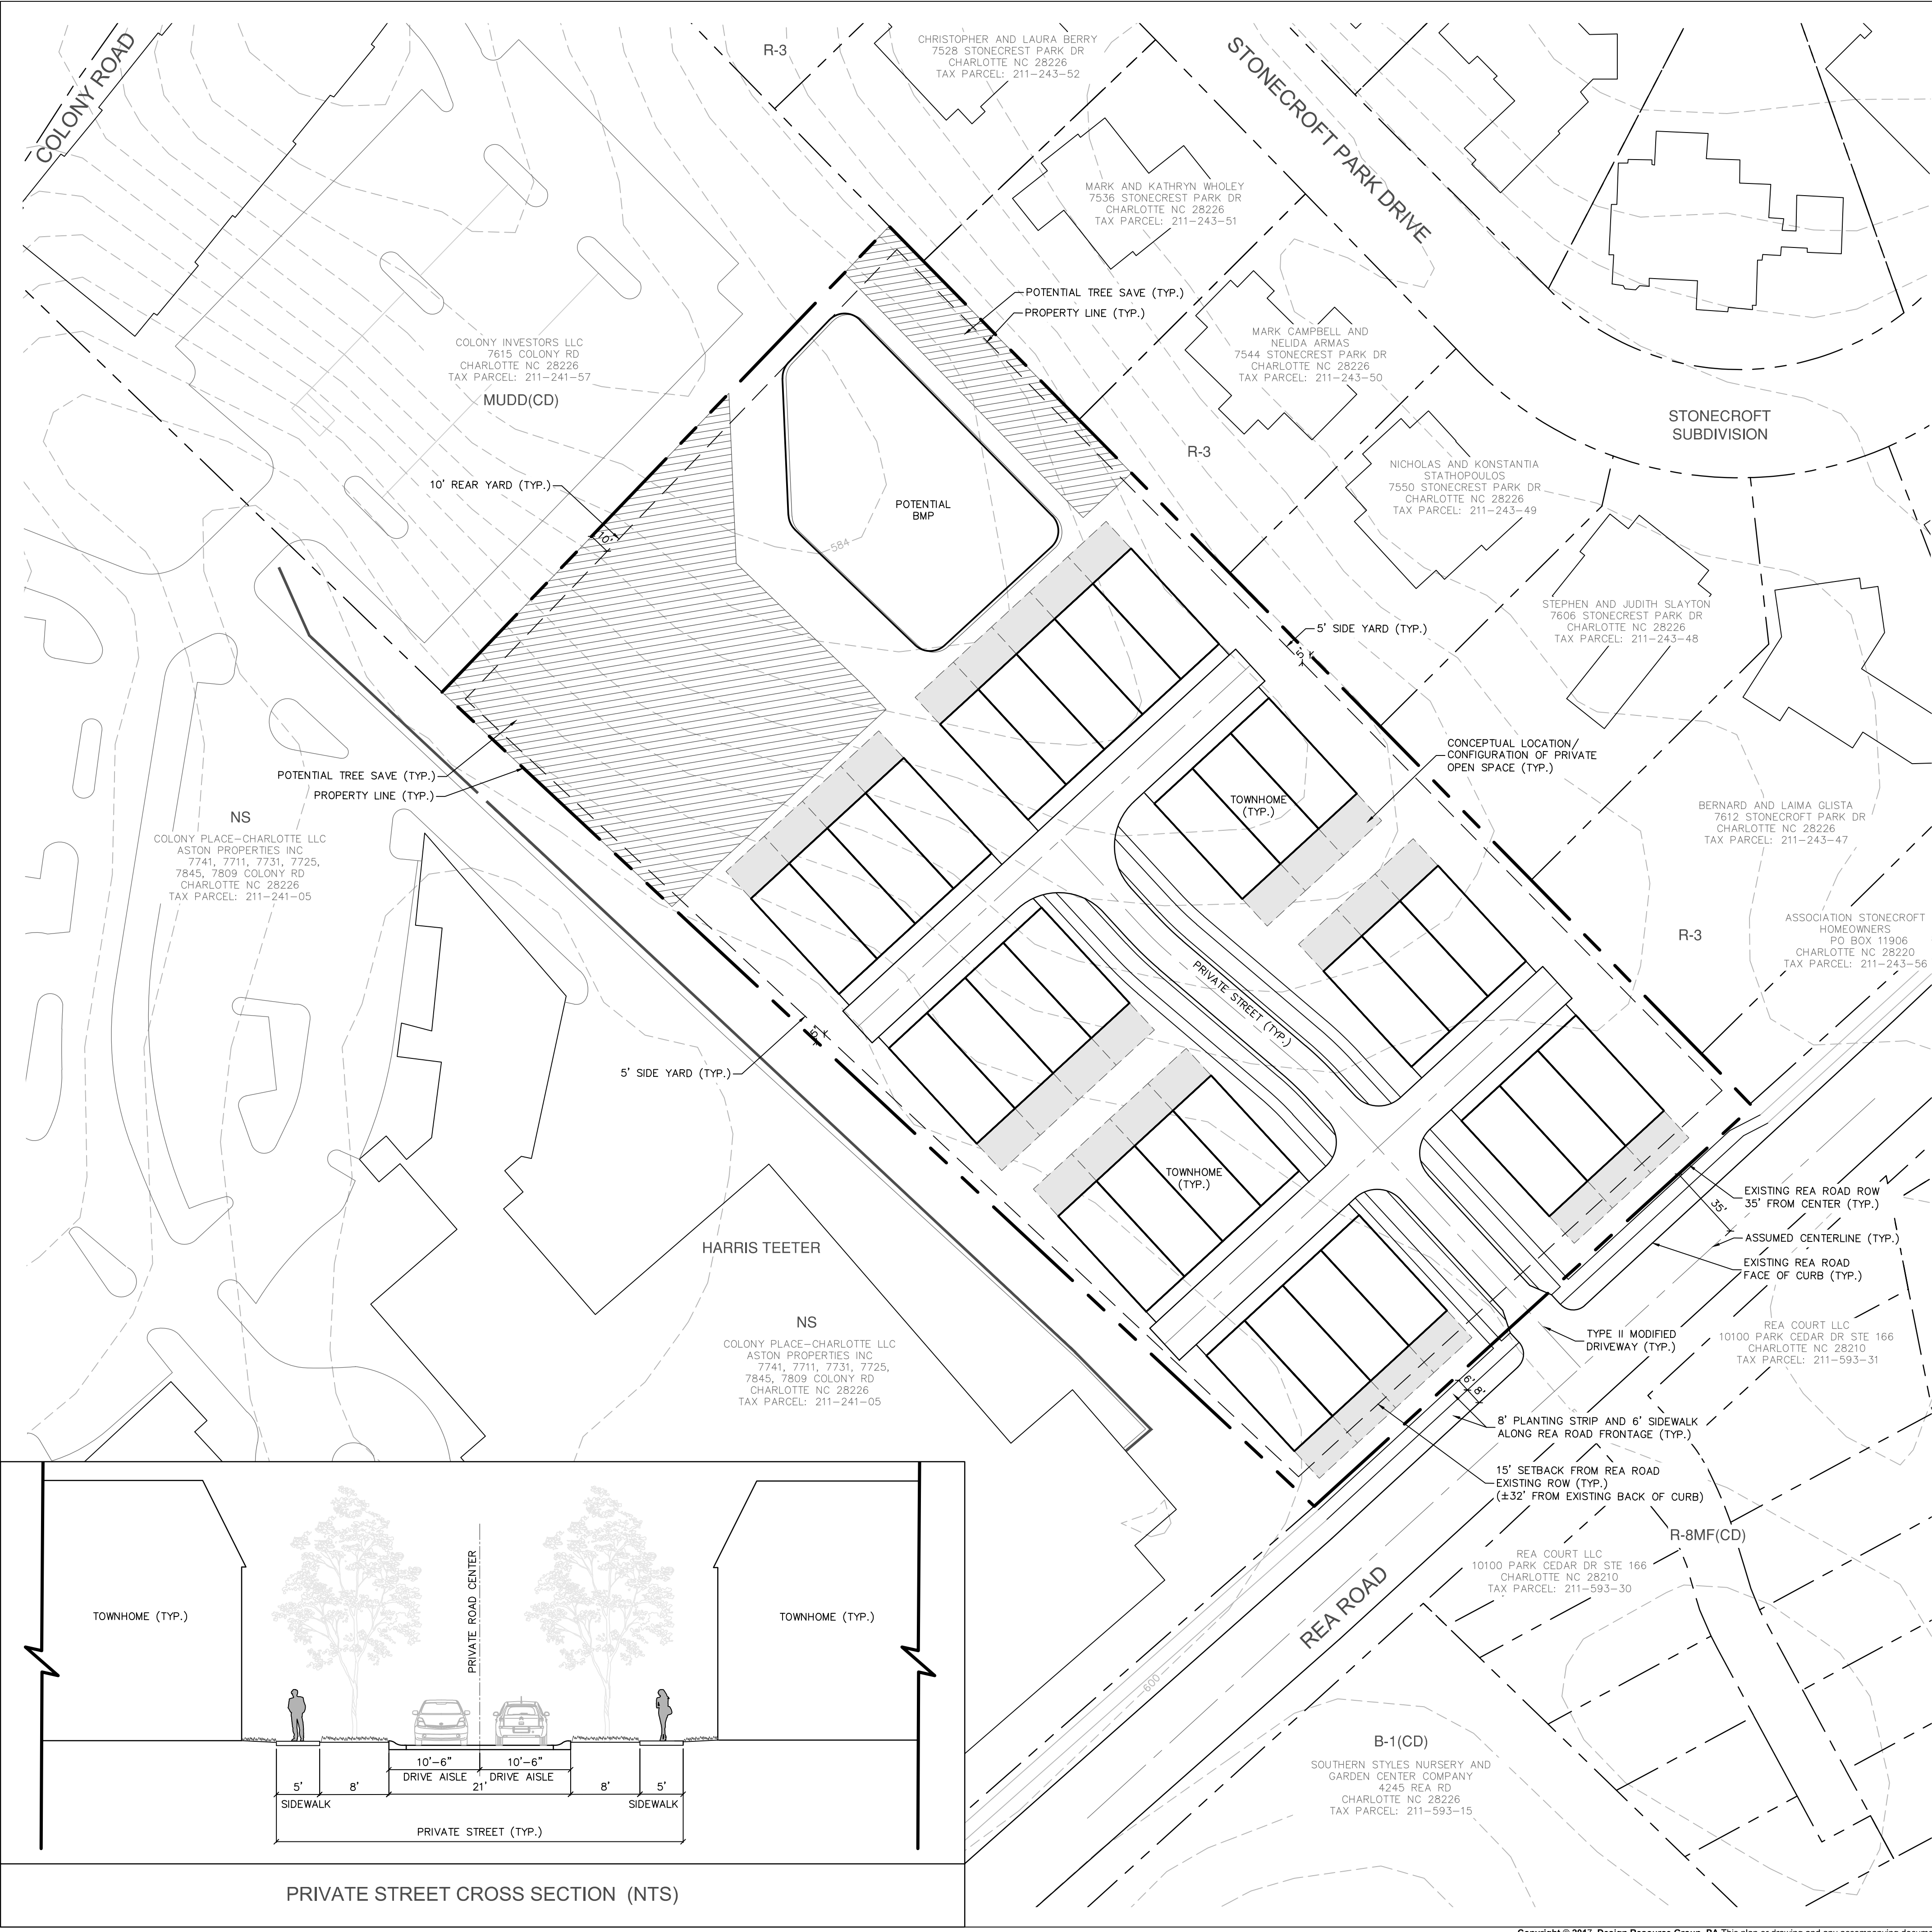 COLONY ROAD
R-3
CHRISTOPHER AND LAURA BERRY
7528 STONECREST PARK DR
CHARLOTTE NC 28226
TAX PARCEL: 211-243-52
STONECROFT PARK DRIVE
MARK AND KATHRYN WHOLEY
7536 STONECREST PARK DR
CHARLOTTE NC 28226
TAX PARCEL: 211-243-51
POTENTIAL TREE SAVE (TYP.)
PROPERTY LINE (TYP.)
COLONY INVESTORS LLC
7615 COLONY RD
CHARLOTTE NC 28226
TAX PARCEL: 211-241-57
MUDD(CD)
MARK CAMPBELL AND
NELIDA ARMAS
7544 STONECREST PARK DR
CHARLOTTE NC 28226
TAX PARCEL: 211-243-50
STONECROFT
SUBDIVISION
R-3
10' REAR YARD (TYP.)
10'
POTENTIAL
BMP
584
NICHOLAS AND KONSTANTIA
STATHOPOULOS
7550 STONECREST PARK DR
CHARLOTTE NC 28226
TAX PARCEL: 211-243-49
STEPHEN AND JUDITH SLAYTON
7606 STONECREST PARK DR
CHARLOTTE NC 28226
TAX PARCEL: 211-243-48
5' SIDE YARD (TYP.)
5'
CONCEPTUAL LOCATION/
CONFIGURATION OF PRIVATE
OPEN SPACE (TYP.)
POTENTIAL TREE SAVE (TYP.)
PROPERTY LINE (TYP.)
TOWNHOME
(TYP.)
NS
COLONY PLACE-CHARLOTTE LLC
ASTON PROPERTIES INC
7741, 7711, 7731, 7725,
7845, 7809 COLONY RD
CHARLOTTE NC 28226
TAX PARCEL: 211-241-05
BERNARD AND LAIMA GLISTA
7612 STONECROFT PARK DR
CHARLOTTE NC 28226
TAX PARCEL: 211-243-47
R-3
ASSOCIATION STONECROFT
HOMEOWNERS
PO BOX 11906
CHARLOTTE NC 28220
TAX PARCEL: 211-243-56
PRIVATE STREET (TYP.)
5'
5' SIDE YARD (TYP.)
TOWNHOME
(TYP.)
EXISTING REA ROAD ROW
35' FROM CENTER (TYP.)
35'
ASSUMED CENTERLINE (TYP.)
EXISTING REA ROAD
FACE OF CURB (TYP.)
HARRIS TEETER
NS
COLONY PLACE-CHARLOTTE LLC
ASTON PROPERTIES INC
7741, 7711, 7731, 7725,
7845, 7809 COLONY RD
CHARLOTTE NC 28226
TAX PARCEL: 211-241-05
TYPE II MODIFIED
DRIVEWAY (TYP.)
REA COURT LLC
10100 PARK CEDAR DR STE 166
CHARLOTTE NC 28210
TAX PARCEL: 211-593-31
6' 8'
8' PLANTING STRIP AND 6' SIDEWALK
ALONG REA ROAD FRONTAGE (TYP.)
15' SETBACK FROM REA ROAD
EXISTING ROW (TYP.)
(±32' FROM EXISTING BACK OF CURB)
R-8MF(CD)
REA COURT LLC
10100 PARK CEDAR DR STE 166
CHARLOTTE NC 28210
TAX PARCEL: 211-593-30
REA ROAD
600
B-1(CD)
SOUTHERN STYLES NURSERY AND
GARDEN CENTER COMPANY
4245 REA RD
CHARLOTTE NC 28226
TAX PARCEL: 211-593-15
TOWNHOME (TYP.)
PRIVATE ROAD CENTER
TOWNHOME (TYP.)
10'-6" 10'-6"
DRIVE AISLE DRIVE AISLE
5' 8' 21' 8' 5'
SIDEWALK SIDEWALK
PRIVATE STREET (TYP.)
PRIVATE STREET CROSS SECTION (NTS)